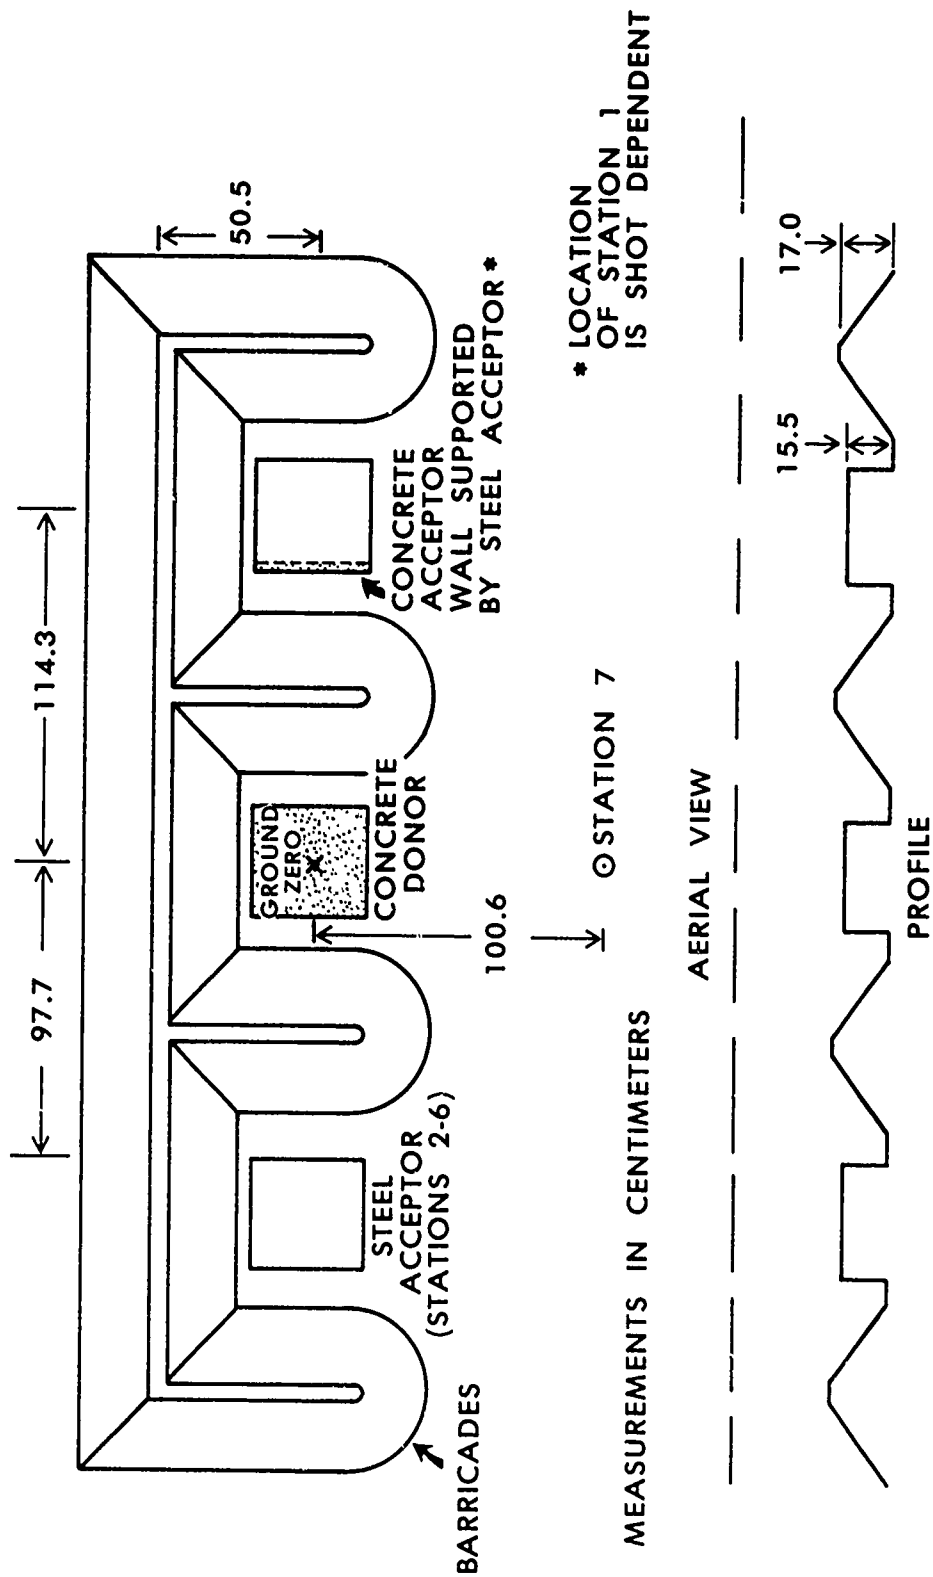 97.7
114.3
50.5
GROUND
ZERO
CONCRETE
DONOR
100.6
STEEL
ACCEPTOR
(STATIONS 2-6)
CONCRETE
ACCEPTOR
WALL SUPPORTED
BY STEEL ACCEPTOR*
BARRICADES
STATION 7
* LOCATION
OF STATION 1
IS SHOT DEPENDENT
MEASUREMENTS IN CENTIMETERS
AERIAL VIEW
15.5
17.0
PROFILE